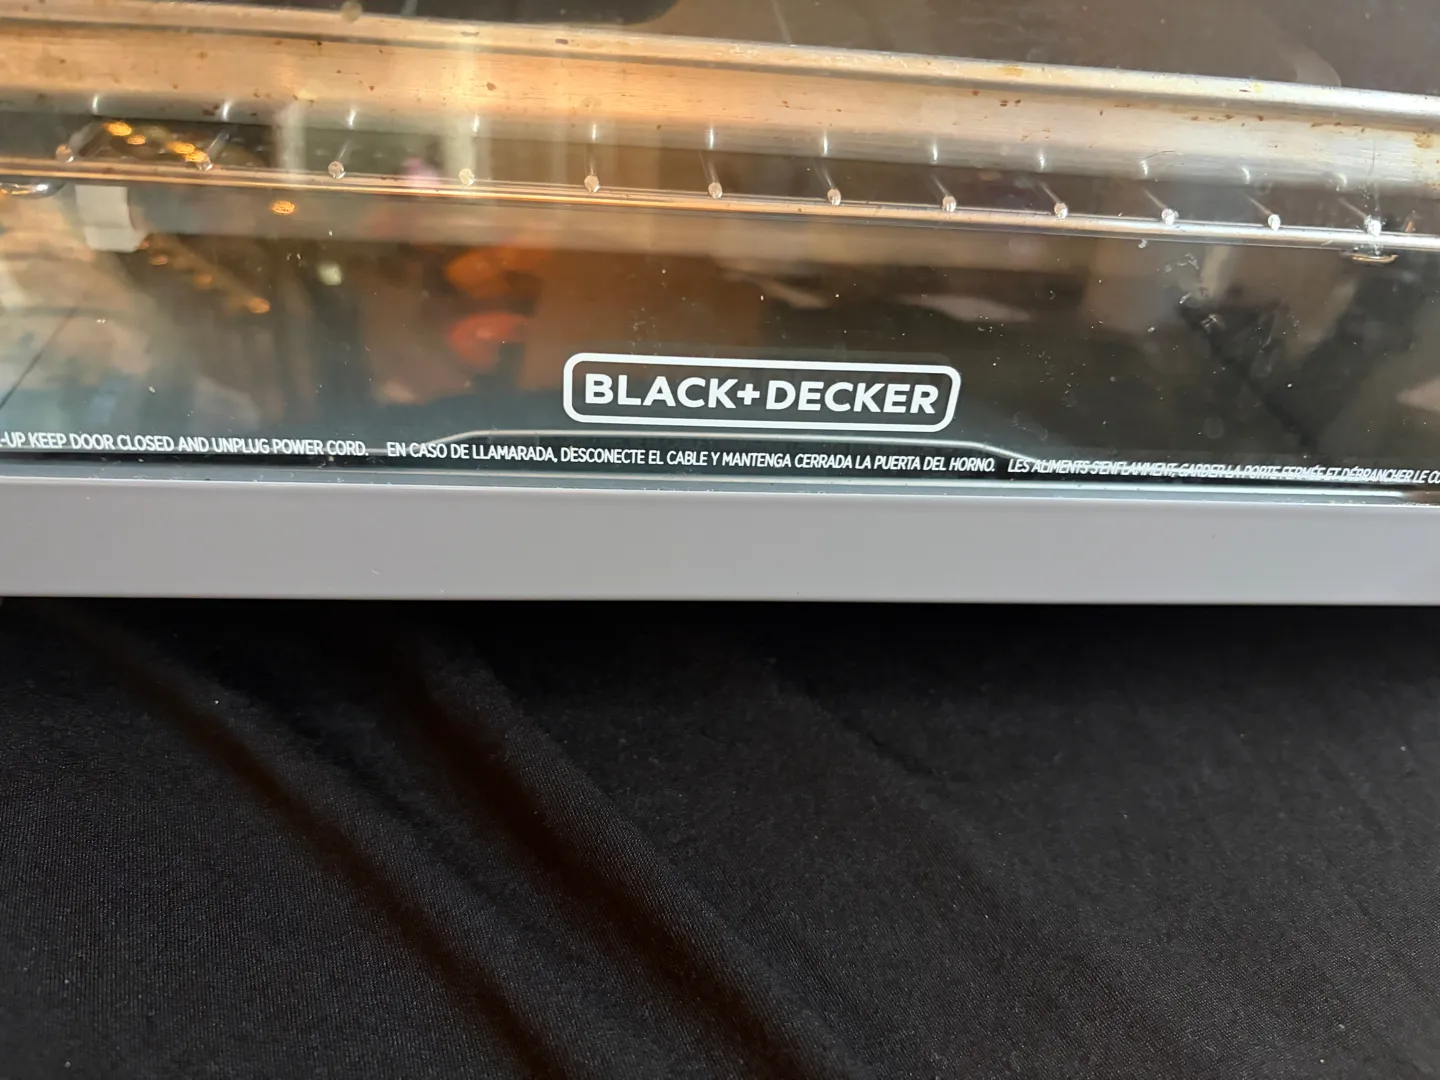 BLACK+DECKER
-UP KEEP DOOR CLOSED AND UNPLUG POWER CORD. EN CASO DE LLAMARADA, DESCONECTE EL CABLE Y MANTENGA CERRADA LA PUERTA DEL HORNO. LES ALIMENTS S'ENFLAMMENT, GARDER LA PORTE FERMÉE ET DÉBRANCHER LE CO